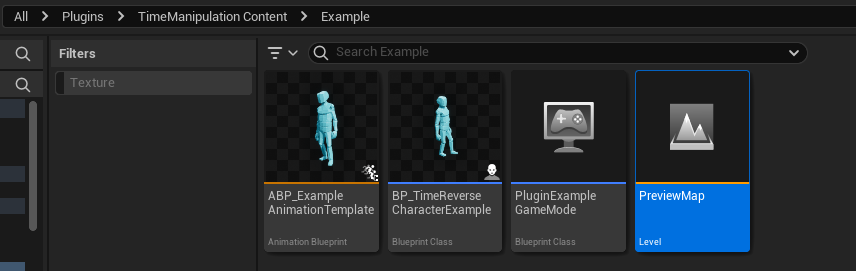 All > Plugins > TimeManipulation Content > Example
Filters
Search Example
Texture
ABP_Example
AnimationTemplate
Animation Blueprint
BP_TimeReverse
CharacterExample
Blueprint Class
PluginExample
GameMode
Blueprint Class
PreviewMap
Level